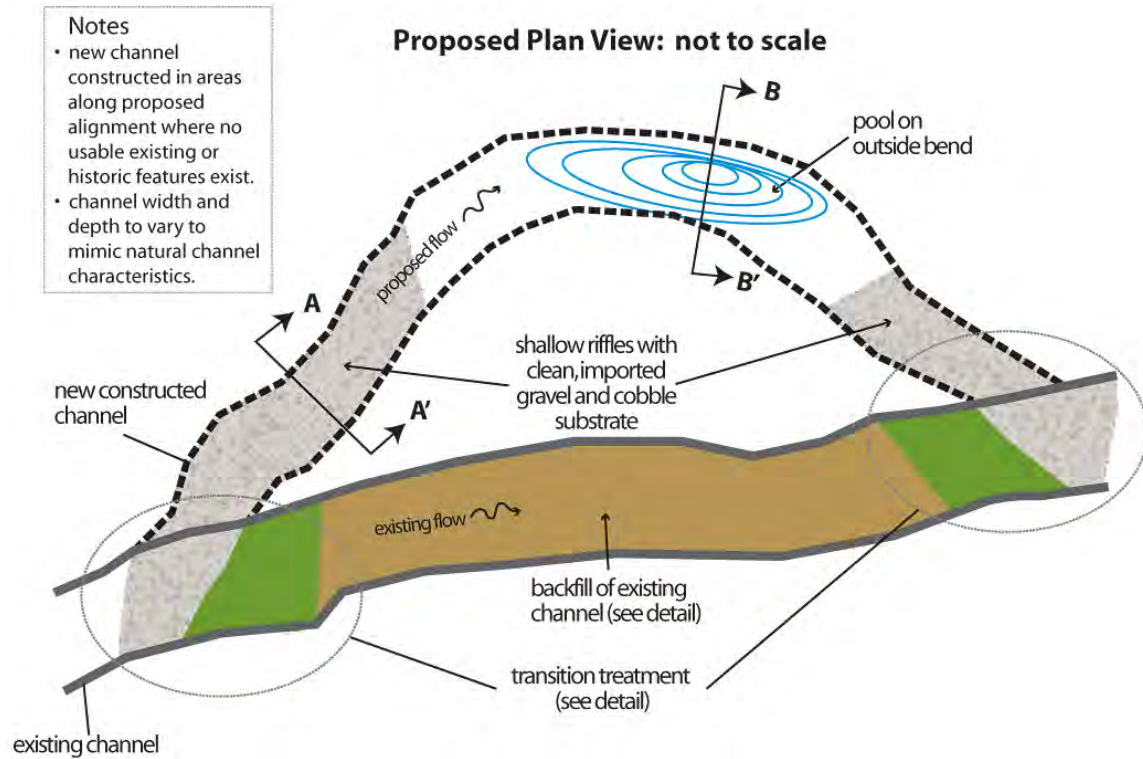 Notes
• new channel
constructed in areas
along proposed
alignment where no
usable existing or
historic features exist.
• channel width and
depth to vary to
mimic natural channel
characteristics.
Proposed Plan View: not to scale
B
pool on
outside bend
proposed flow
A
B'
new constructed
channel
shallow riffles with
clean, imported
gravel and cobble
substrate
A'
existing flow
backfill of existing
channel (see detail)
transition treatment
(see detail)
existing channel